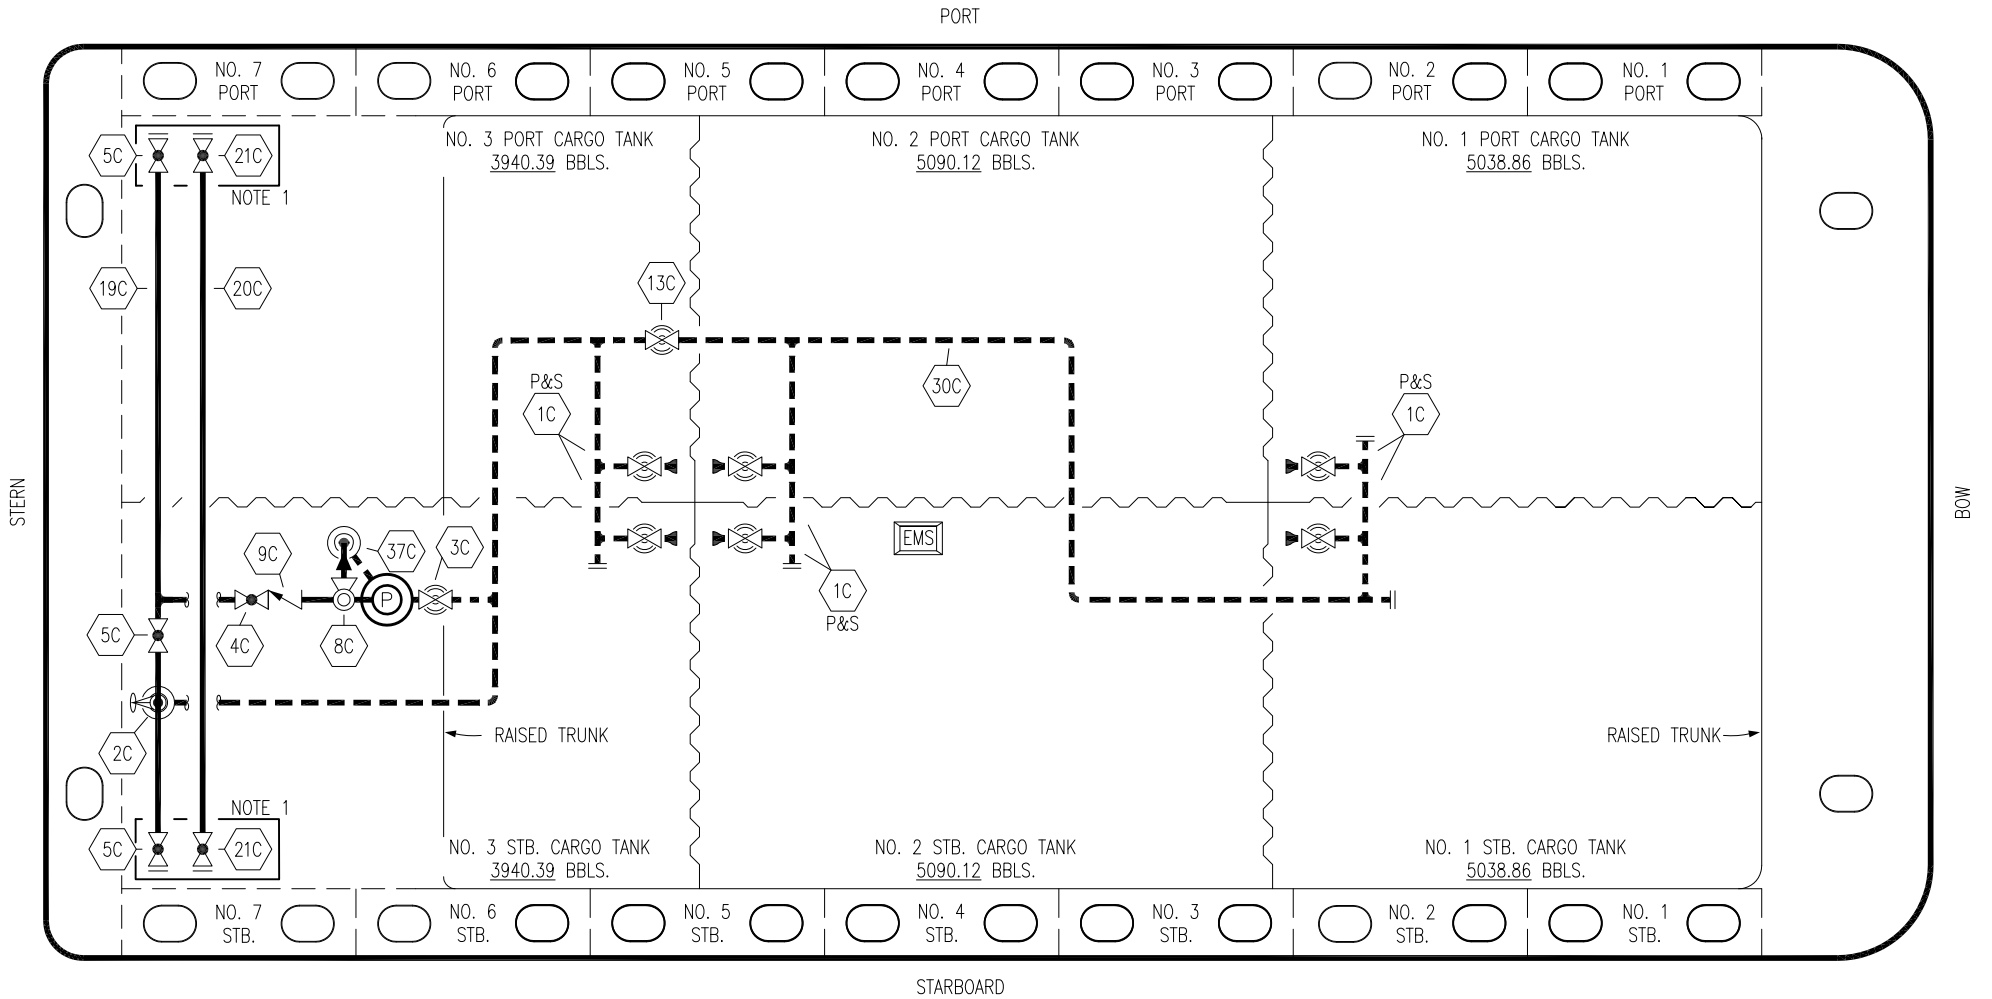 PORT
NO. 7
PORT
NO. 6
PORT
NO. 5
PORT
NO. 4
PORT
NO. 3
PORT
NO. 2
PORT
NO. 1
PORT
NO. 3 PORT CARGO TANK
3940.39 BBLS.
NO. 2 PORT CARGO TANK
5090.12 BBLS.
NO. 1 PORT CARGO TANK
5038.86 BBLS.
5C
21C
NOTE 1
19C
20C
13C
30C
P&S
1C
P&S
1C
STERN
BOW
EMS
9C
37C
3C
P
1C
P&S
5C
4C
8C
2C
RAISED TRUNK
RAISED TRUNK
NOTE 1
5C
21C
NO. 3 STB. CARGO TANK
3940.39 BBLS.
NO. 2 STB. CARGO TANK
5090.12 BBLS.
NO. 1 STB. CARGO TANK
5038.86 BBLS.
NO. 7
STB.
NO. 6
STB.
NO. 5
STB.
NO. 4
STB.
NO. 3
STB.
NO. 2
STB.
NO. 1
STB.
STARBOARD